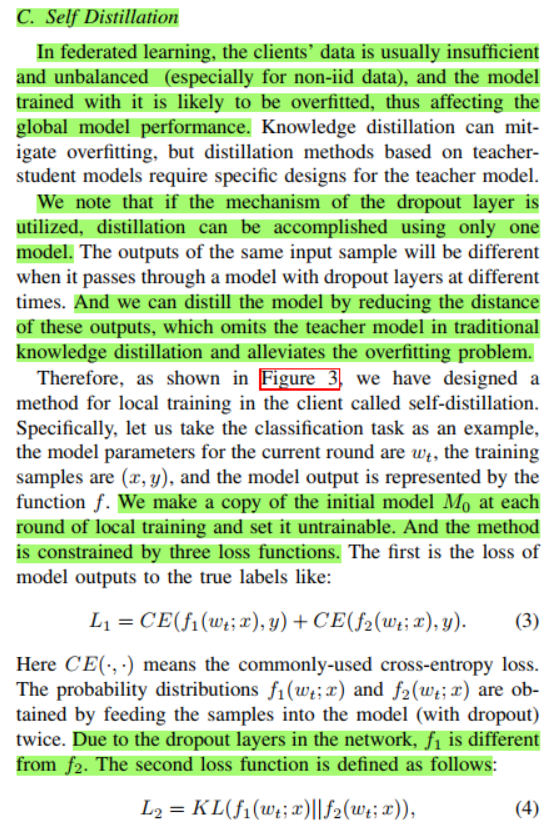 C. Self Distillation
In federated learning, the clients' data is usually insufficient
and unbalanced (especially for non-iid data), and the model
trained with it is likely to be overfitted, thus affecting the
global model performance. Knowledge distillation can mit-
igate overfitting, but distillation methods based on teacher-
student models require specific designs for the teacher model.
We note that if the mechanism of the dropout layer is
utilized, distillation can be accomplished using only one
model. The outputs of the same input sample will be different
when it passes through a model with dropout layers at different
times. And we can distill the model by reducing the distance
of these outputs, which omits the teacher model in traditional
knowledge distillation and alleviates the overfitting problem.
Therefore, as shown in Figure 3, we have designed a
method for local training in the client called self-distillation.
Specifically, let us take the classification task as an example,
the model parameters for the current round are w_t, the training
samples are (x, y), and the model output is represented by the
function f. We make a copy of the initial model M_0 at each
round of local training and set it untrainable. And the method
is constrained by three loss functions. The first is the loss of
model outputs to the true labels like:
L_1 = CE(f_1(w_t; x), y) + CE(f_2(w_t; x), y). (3)
Here CE(·, ·) means the commonly-used cross-entropy loss.
The probability distributions f_1(w_t; x) and f_2(w_t; x) are ob-
tained by feeding the samples into the model (with dropout)
twice. Due to the dropout layers in the network, f_1 is different
from f_2. The second loss function is defined as follows:
L_2 = KL(f_1(w_t; x)||f_2(w_t; x)), (4)